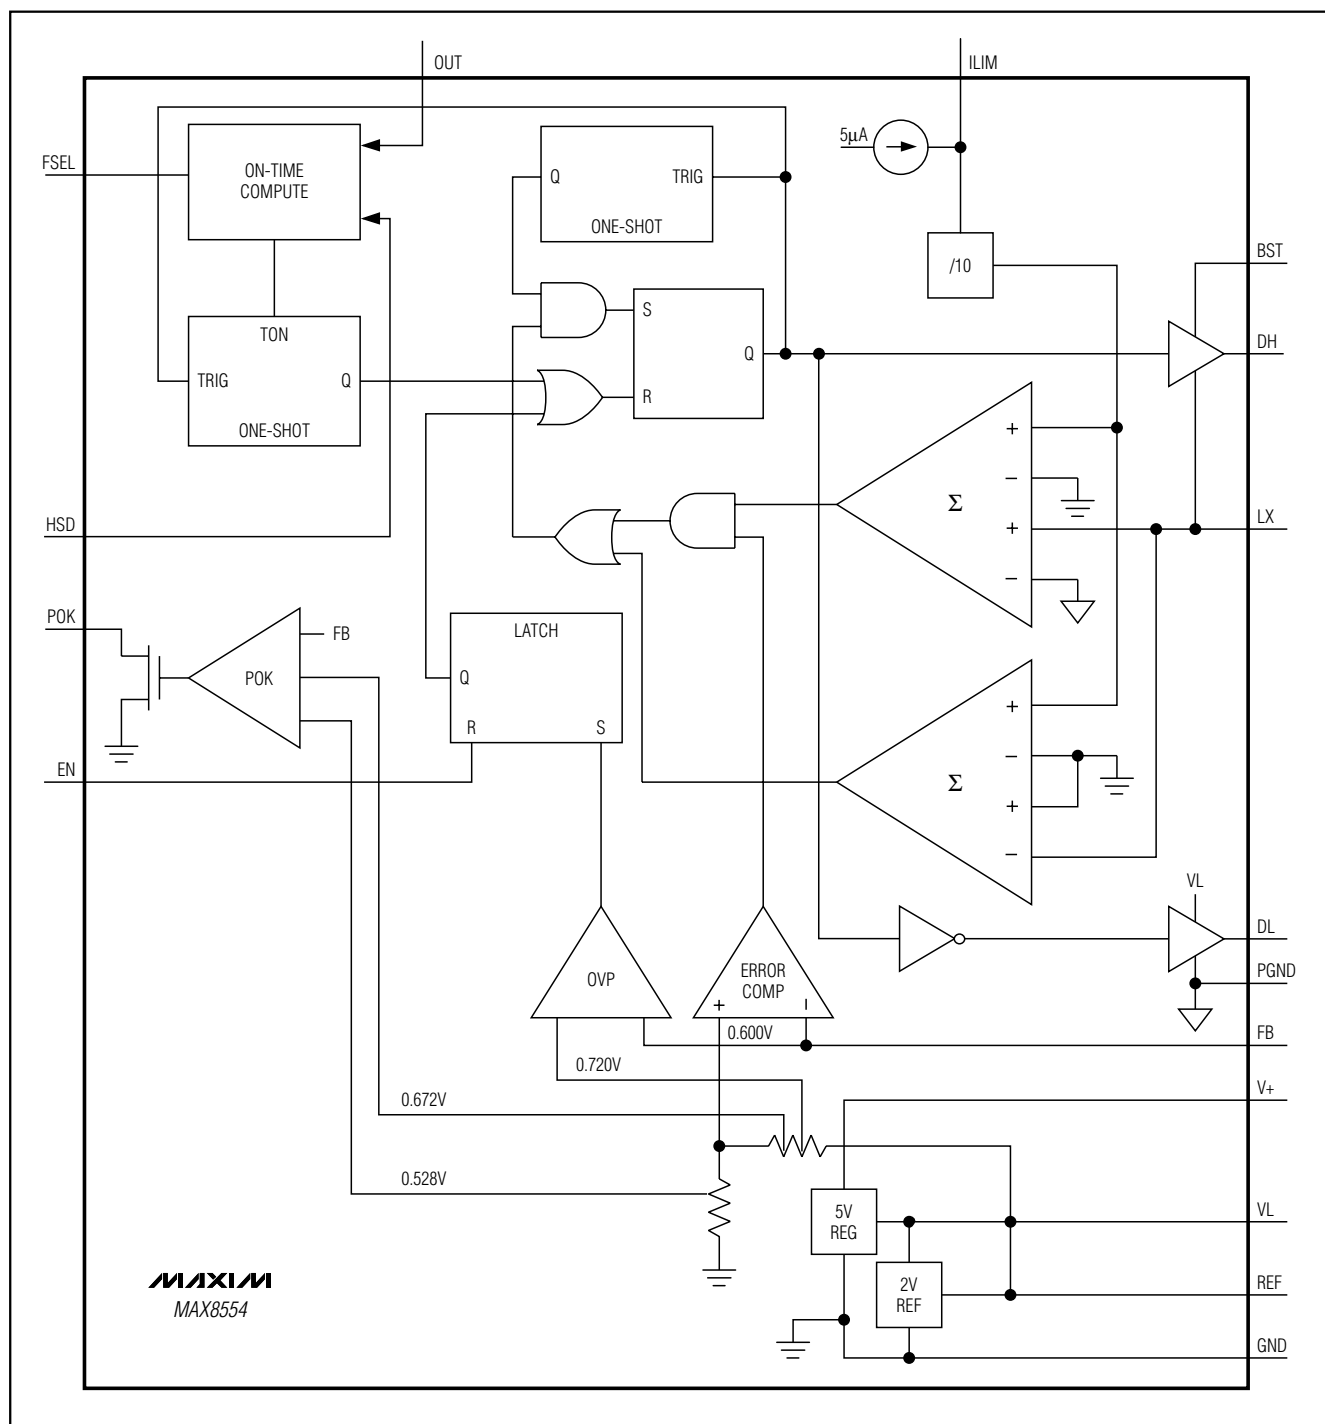 OUT
ILIM
5μA
FSEL
ON-TIME
COMPUTE
Q
TRIG
ONE-SHOT
/10
BST
TON
TRIG
Q
ONE-SHOT
S
Q
R
DH
+
−
Σ
+
−
HSD
LX
POK
FB
POK
LATCH
Q
R
S
EN
+
−
Σ
+
−
VL
DL
PGND
OVP
ERROR
COMP
+
−
0.600V
FB
0.720V
0.672V
V+
0.528V
5V
REG
VL
2V
REF
REF
GND
MAXIM
MAX8554